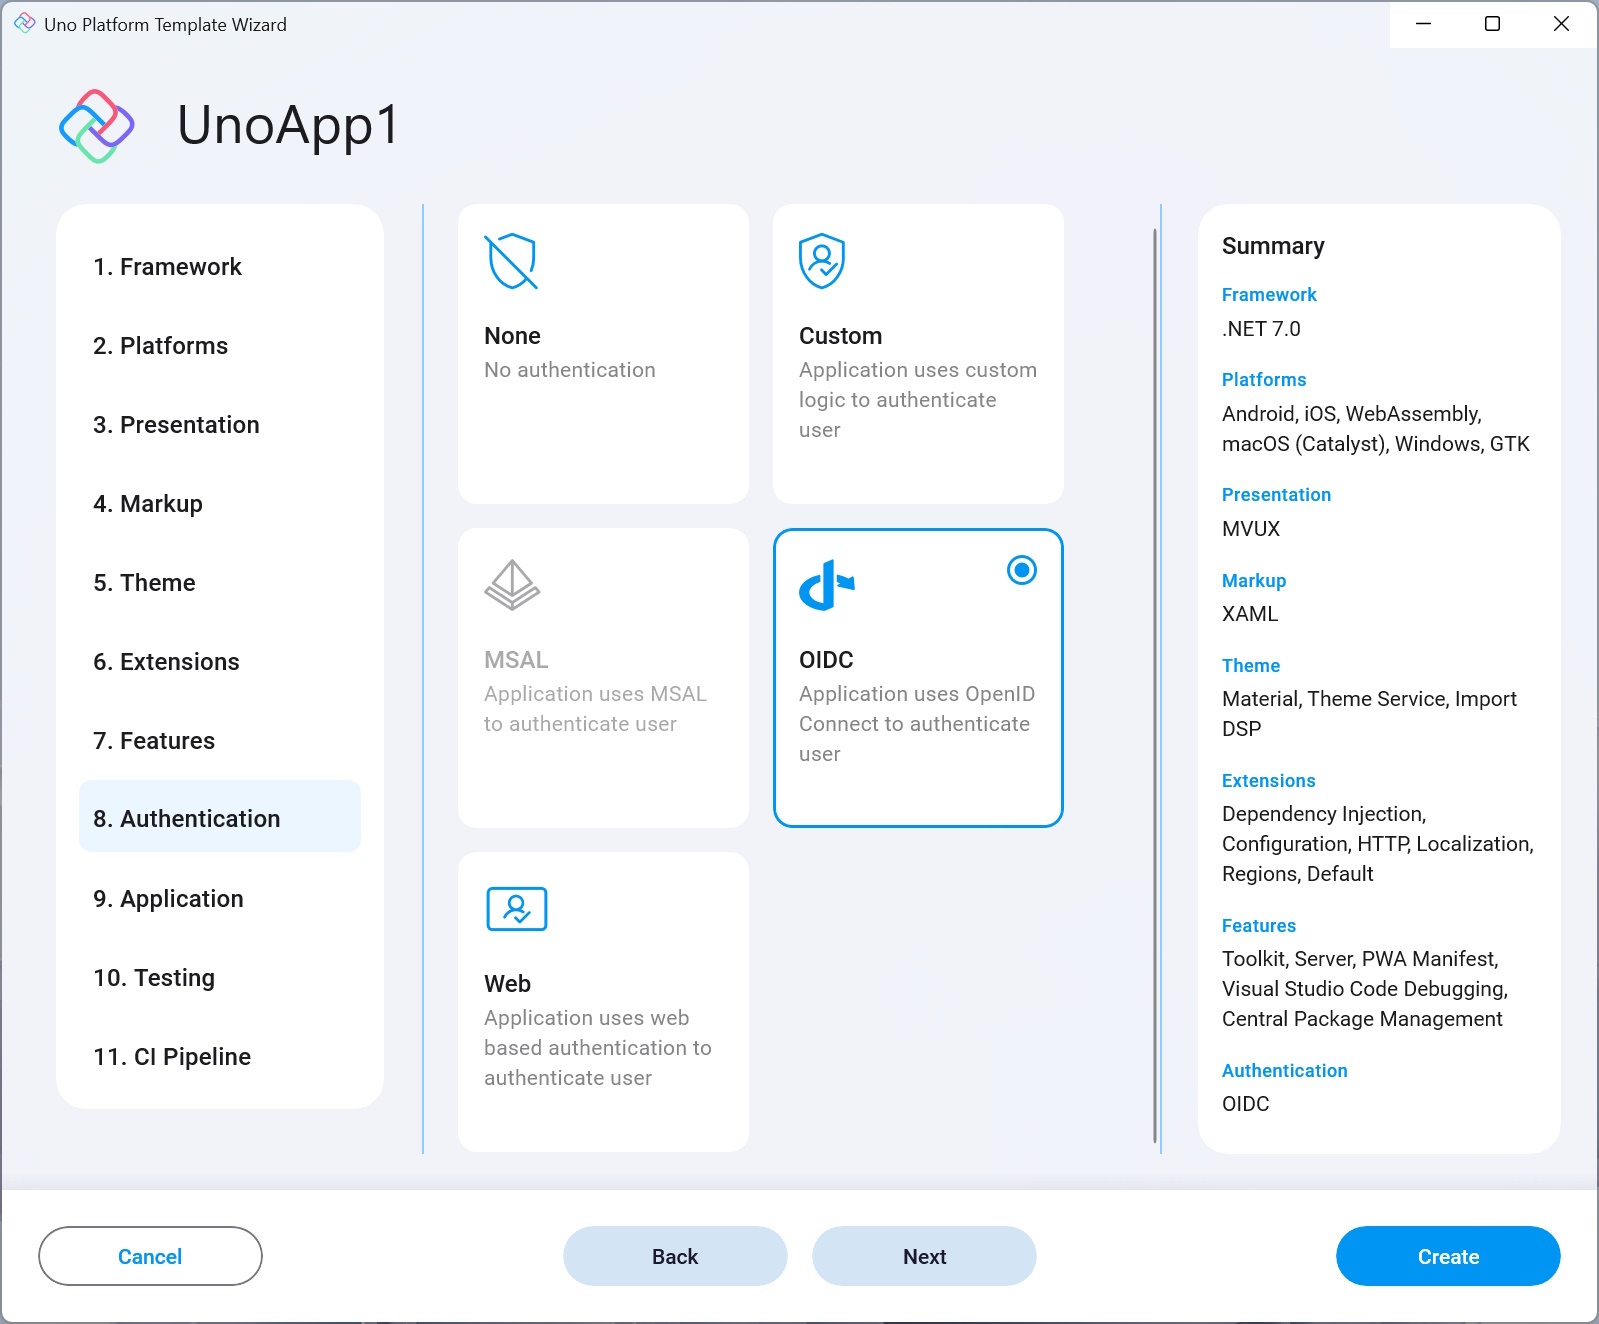 Uno Platform Template Wizard
UnoApp1
1. Framework
2. Platforms
3. Presentation
4. Markup
5. Theme
6. Extensions
7. Features
8. Authentication
9. Application
10. Testing
11. CI Pipeline
None
No authentication
Custom
Application uses custom
logic to authenticate
user
MSAL
Application uses MSAL
to authenticate user
OIDC
Application uses OpenID
Connect to authenticate
user
Web
Application uses web
based authentication to
authenticate user
Summary
Framework
.NET 7.0
Platforms
Android, iOS, WebAssembly,
macOS (Catalyst), Windows, GTK
Presentation
MVUX
Markup
XAML
Theme
Material, Theme Service, Import
DSP
Extensions
Dependency Injection,
Configuration, HTTP, Localization,
Regions, Default
Features
Toolkit, Server, PWA Manifest,
Visual Studio Code Debugging,
Central Package Management
Authentication
OIDC
Cancel
Back
Next
Create